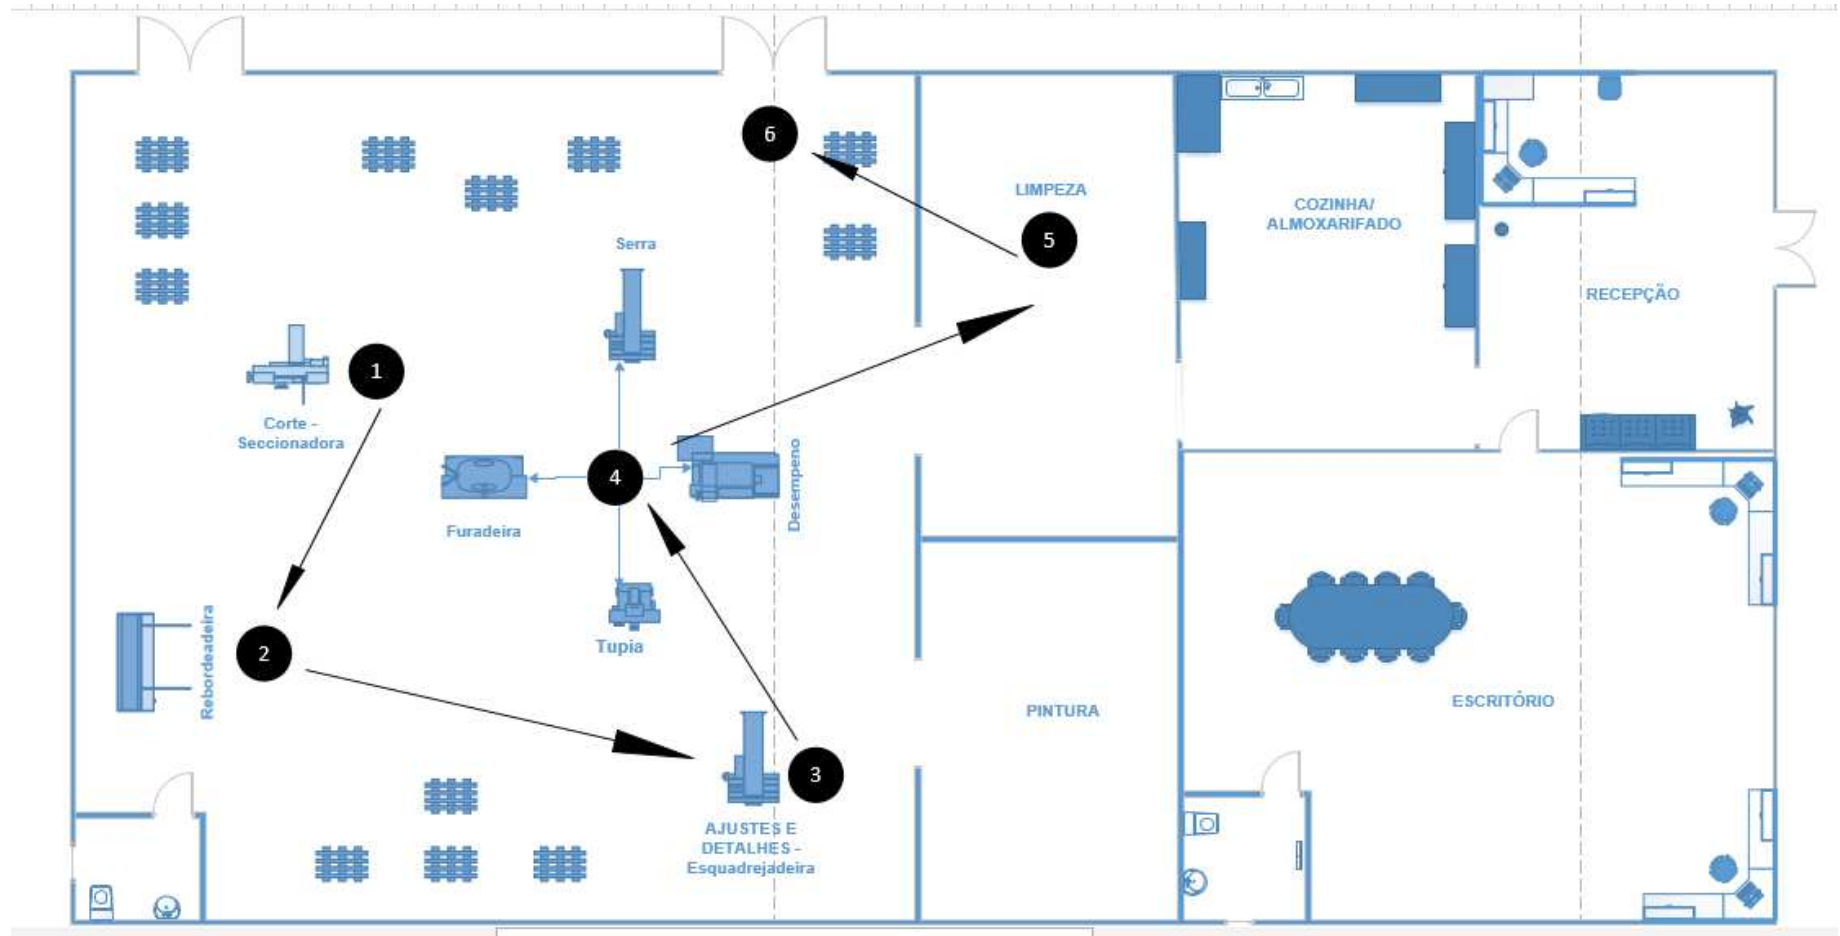 6
LIMPEZA
COZINHA/
ALMOXARIFADO
5
Serra
RECEPÇÃO
1
Corte -
Seccionadora
4
Desempeno
Furadeira
Rebordeadeira
2
Tupia
PINTURA
ESCRITÓRIO
3
AJUSTES E
DETALHES -
Esquadrejadeira